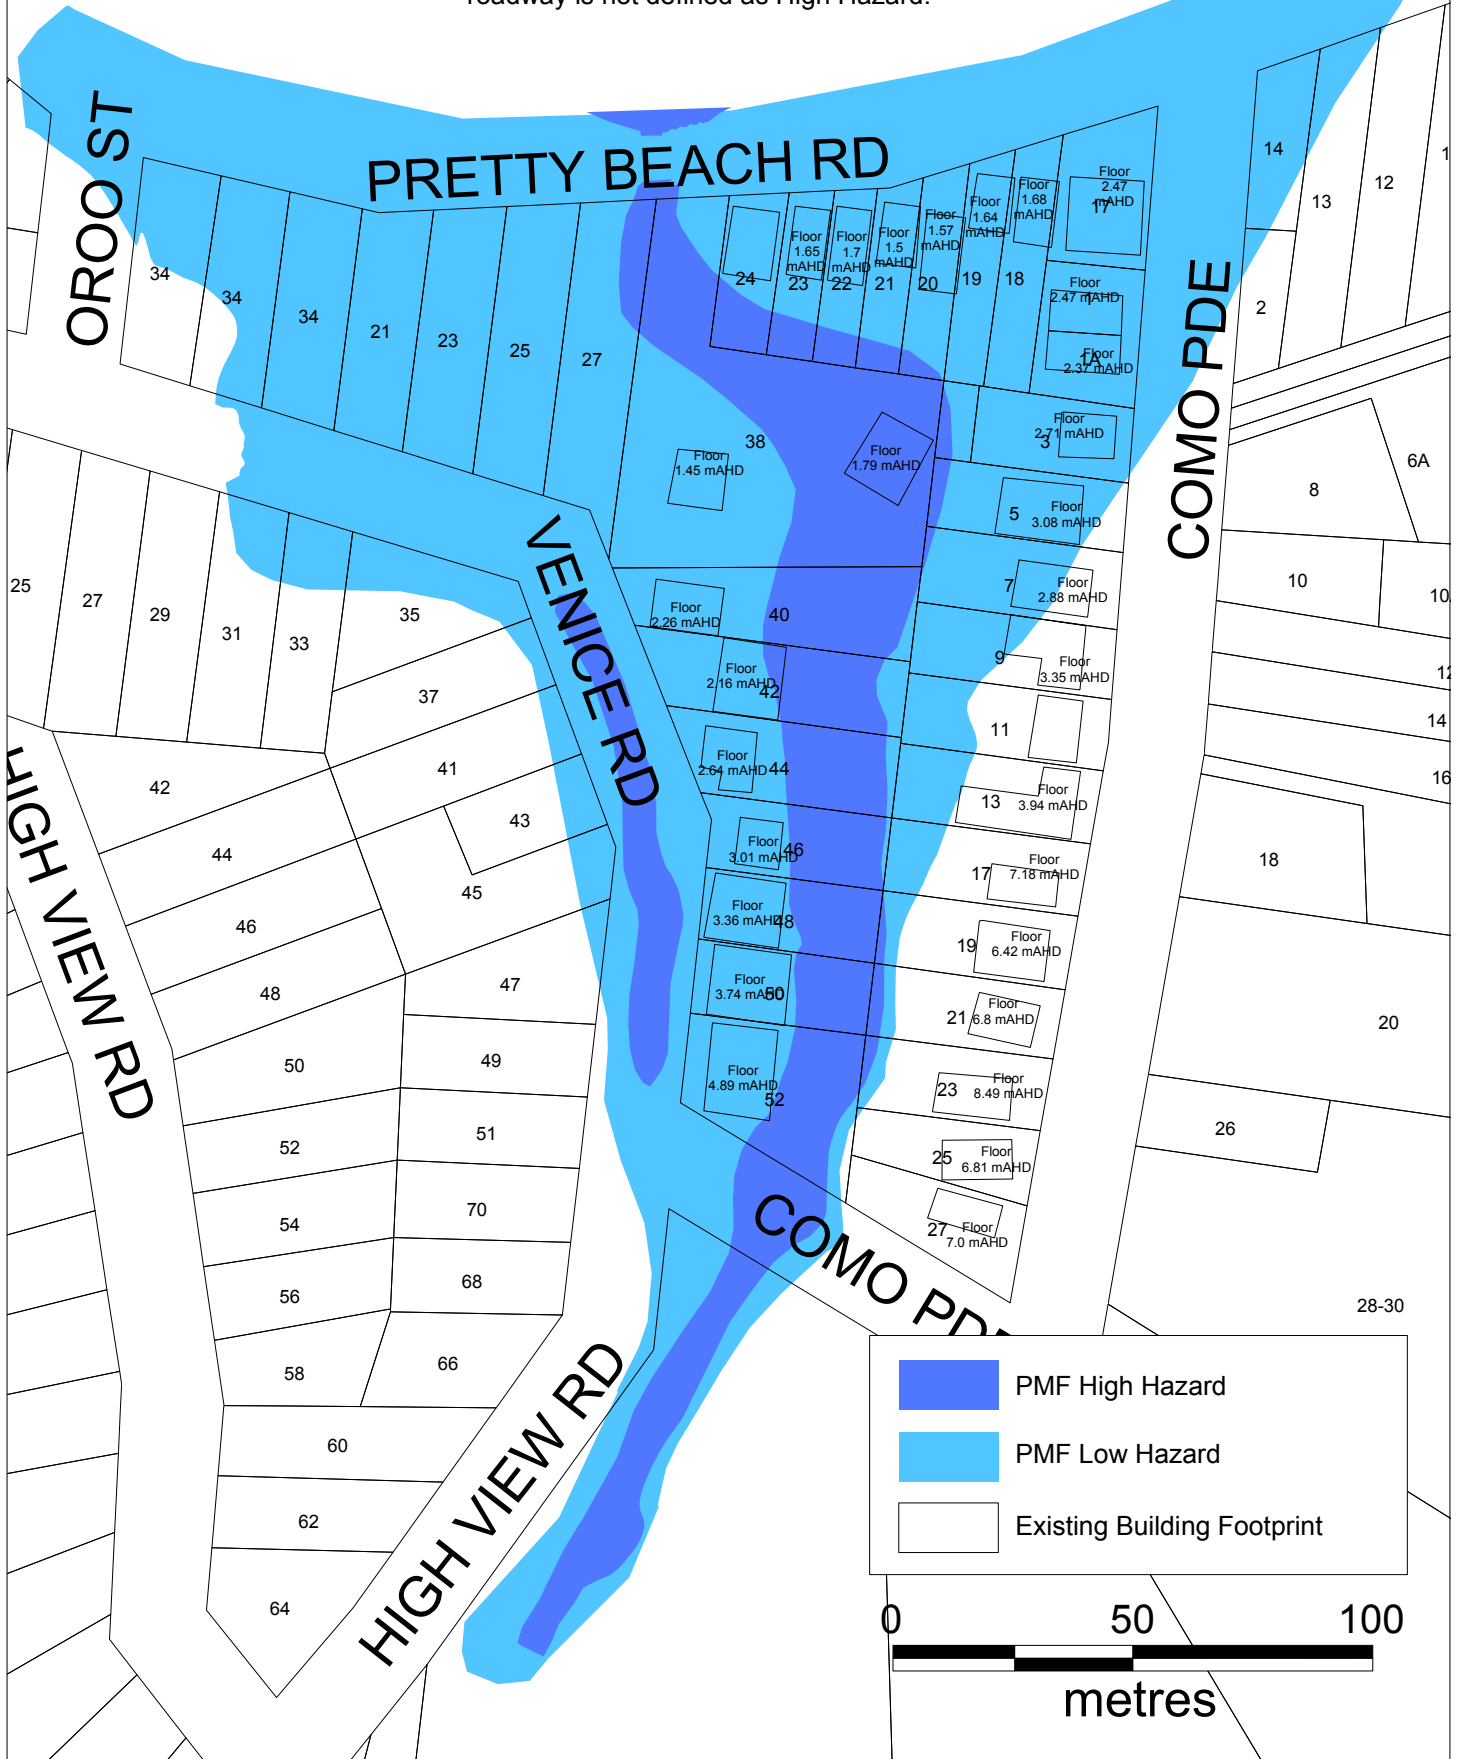 roadway is not defined as High Hazard.
OROO ST
PRETTY BEACH RD
COMO PDE
34
34
34
21
23
25
27
24
Floor
1.65
mAHD
23
Floor
1.7
mAHD
22
Floor
1.5
mAHD
21
Floor
1.57
mAHD
20
Floor
1.64
mAHD
19
Floor
1.68
mAHD
18
Floor
2.47
mAHD
17
Floor
2.47 mAHD
1
Floor
2.37 mAHD
1A
Floor
2.71 mAHD
3
14
13
12
1
2
38
Floor
1.45 mAHD
Floor
1.79 mAHD
5
Floor
3.08 mAHD
7
Floor
2.88 mAHD
9
Floor
3.35 mAHD
11
13
Floor
3.94 mAHD
17
Floor
7.18 mAHD
19
Floor
6.42 mAHD
21
Floor
6.8 mAHD
23
Floor
8.49 mAHD
25
Floor
6.81 mAHD
27
Floor
7.0 mAHD
6A
8
10
10
12
14
16
18
20
26
28-30
VENICE RD
40
Floor
2.26 mAHD
42
Floor
2.16 mAHD
44
Floor
2.64 mAHD
46
Floor
3.01 mAHD
48
Floor
3.36 mAHD
50
Floor
3.74 mAHD
52
Floor
4.89 mAHD
25
27
29
31
33
35
37
41
43
45
47
49
51
70
68
66
HIGH VIEW RD
42
44
46
48
50
52
54
56
58
60
62
64
HIGH VIEW RD
COMO PDE
PMF High Hazard
PMF Low Hazard
Existing Building Footprint
0 50 100
metres